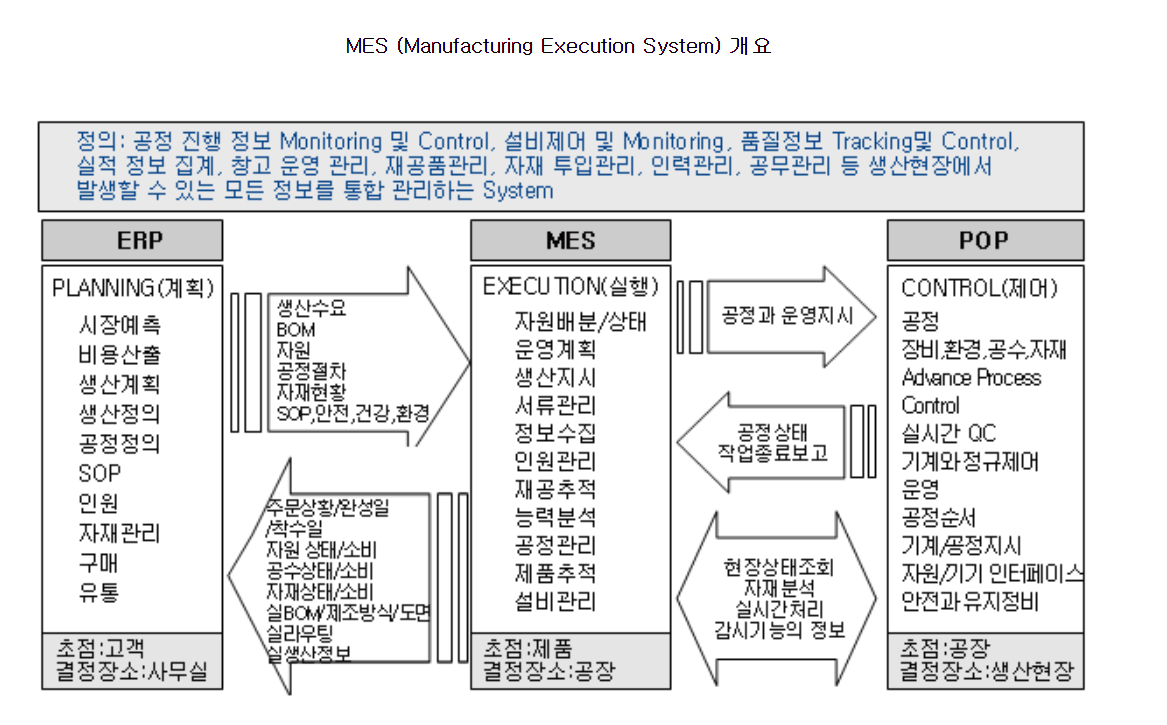 MES (Manufacturing Execution System) 개요
정의: 공정 진행 정보 Monitoring 및 Control, 설비제어 및 Monitoring, 품질정보 Tracking및 Control,
실적 정보 집계, 창고 운영 관리, 재공품관리, 자재 투입관리, 인력관리, 공무관리 등 생산현장에서
발생할 수 있는 모든 정보를 통합 관리하는 System
ERP
PLANNING(계획)
시장예측
비용산출
생산계획
생산정의
공정정의
SOP
인원
자재관리
구매
유통
초점:고객
결정장소:사무실
생산수요
BOM
자원
공정절차
자재현황
SOP,안전,건강,환경
주문상황/완성일
/착수일
자원 상태/소비
공수상태/소비
자재상태/소비
실BOM/제조방식/도면
실라우팅
실생산정보
MES
EXECUTION(실행)
자원배분/상태
운영계획
생산지시
서류관리
정보수집
인원관리
재공추적
능력분석
공정관리
제품추적
설비관리
초점:제품
결정장소:공장
공정과 운영지시
공정상태
작업종료보고
현장상태조회
자재분석
실시간처리
감시기능의 정보
POP
CONTROL(제어)
공정
장비,환경,공수,자재
Advance Process
Control
실시간 QC
기계와정규제어
운영
공정순서
기계/공정지시
자원/기기 인터페이스
안전과유지정비
초점:공장
결정장소:생산현장